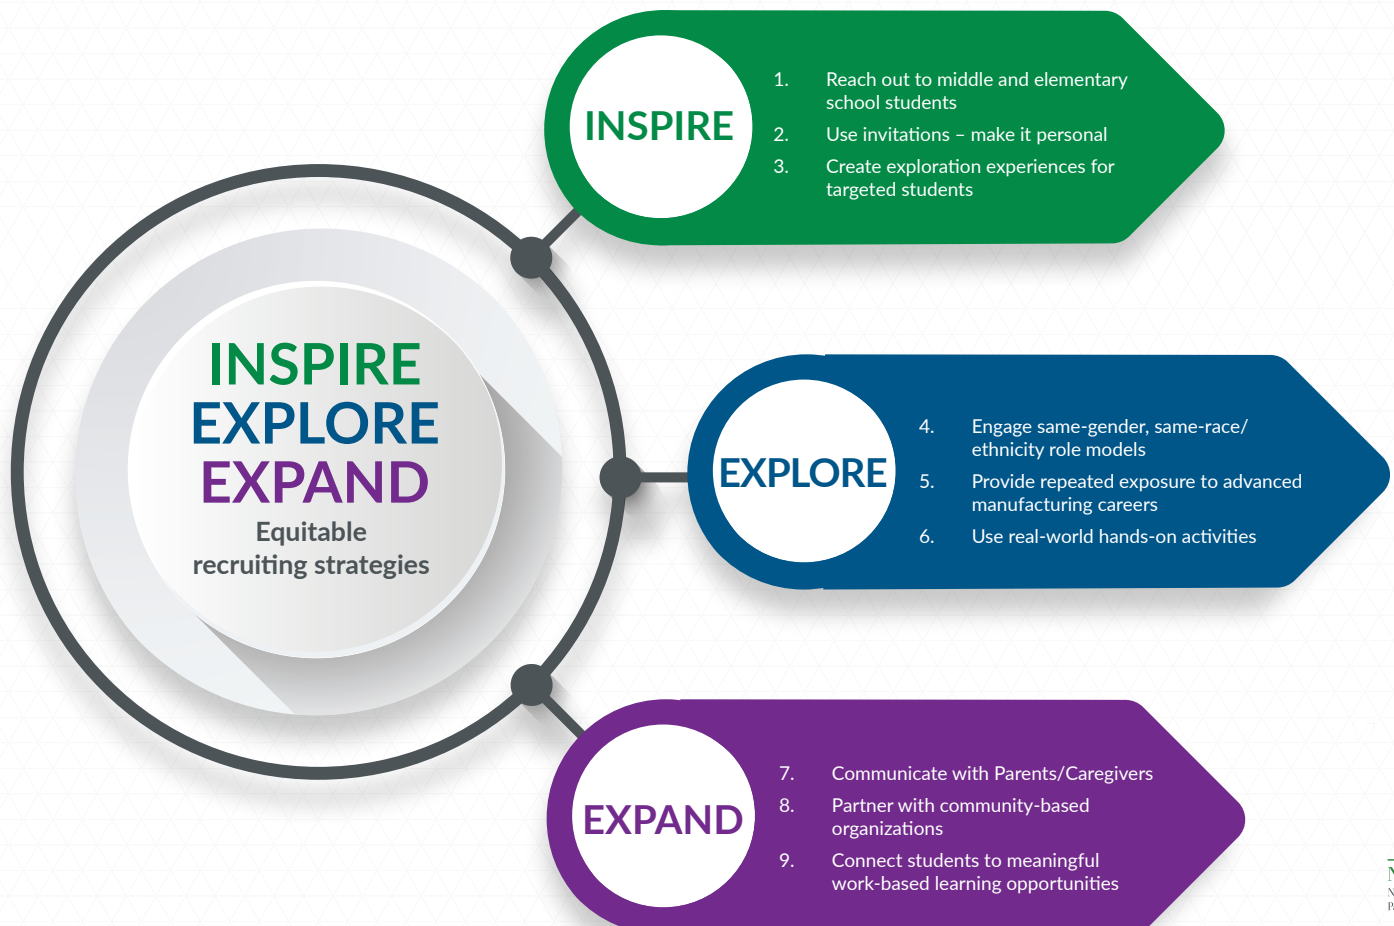 INSPIRE
1. Reach out to middle and elementary
school students
2. Use invitations – make it personal
3. Create exploration experiences for
targeted students
INSPIRE
EXPLORE
EXPAND
Equitable
recruiting strategies
EXPLORE
4. Engage same-gender, same-race/
ethnicity role models
5. Provide repeated exposure to advanced
manufacturing careers
6. Use real-world hands-on activities
EXPAND
7. Communicate with Parents/Caregivers
8. Partner with community-based
organizations
9. Connect students to meaningful
work-based learning opportunities